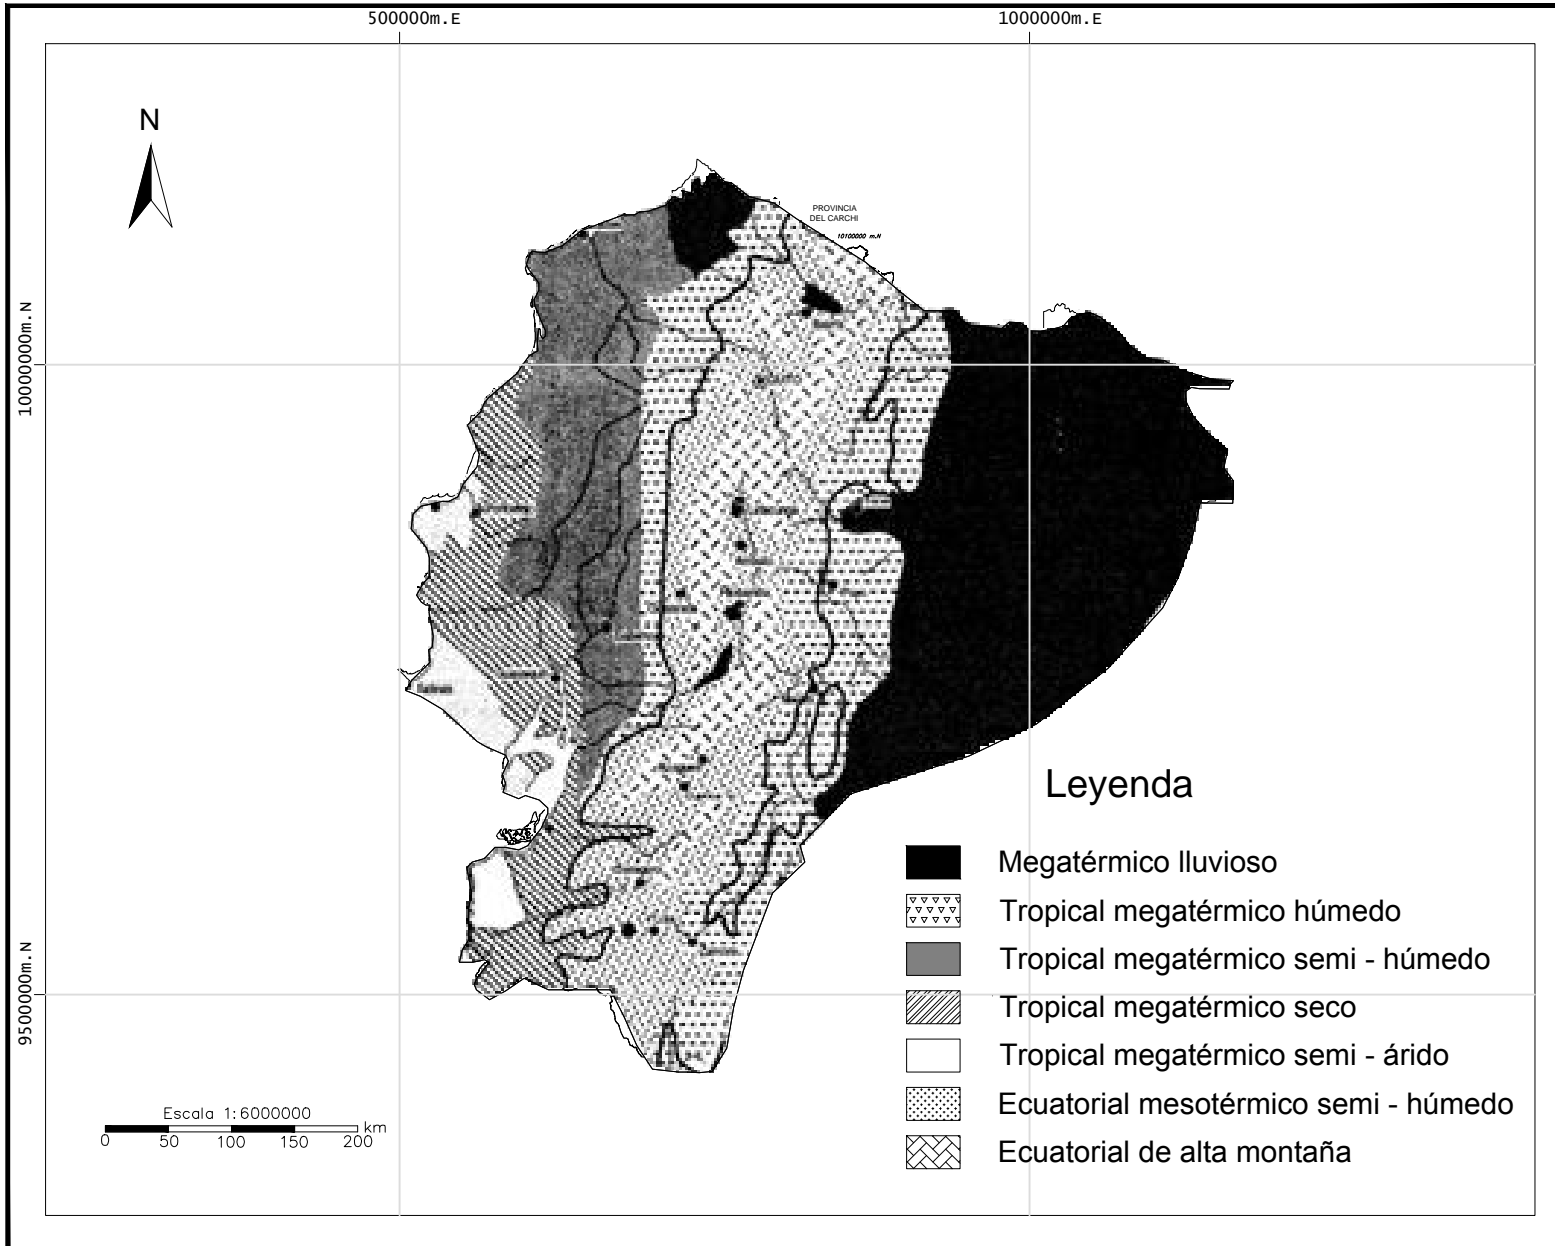 500000m.E
1000000m.E
N
PROVINCIA
DEL CARCHI
10100000 m.N
10000000m.N
9500000m.N
Leyenda
Megatérmico lluvioso
Tropical megatérmico húmedo
Tropical megatérmico semi - húmedo
Tropical megatérmico seco
Tropical megatérmico semi - árido
Ecuatorial mesotérmico semi - húmedo
Ecuatorial de alta montaña
Escala 1:6000000
km
0 50 100 150 200